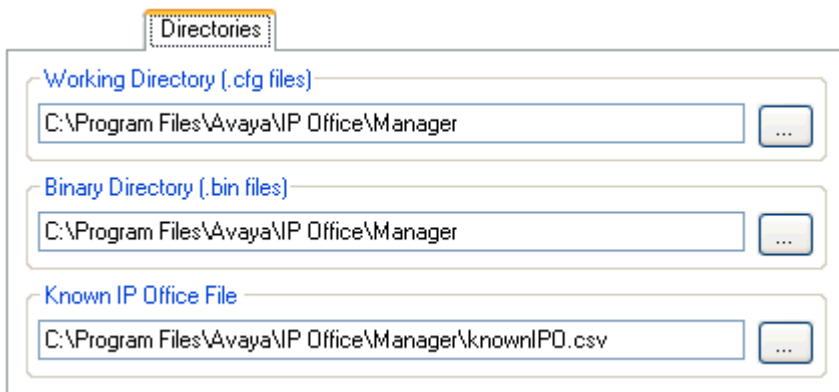 Directories
Working Directory (.cfg files)
C:\Program Files\Avaya\IP Office\Manager
...
Binary Directory (.bin files)
C:\Program Files\Avaya\IP Office\Manager
...
Known IP Office File
C:\Program Files\Avaya\IP Office\Manager\knownIPO.csv
...